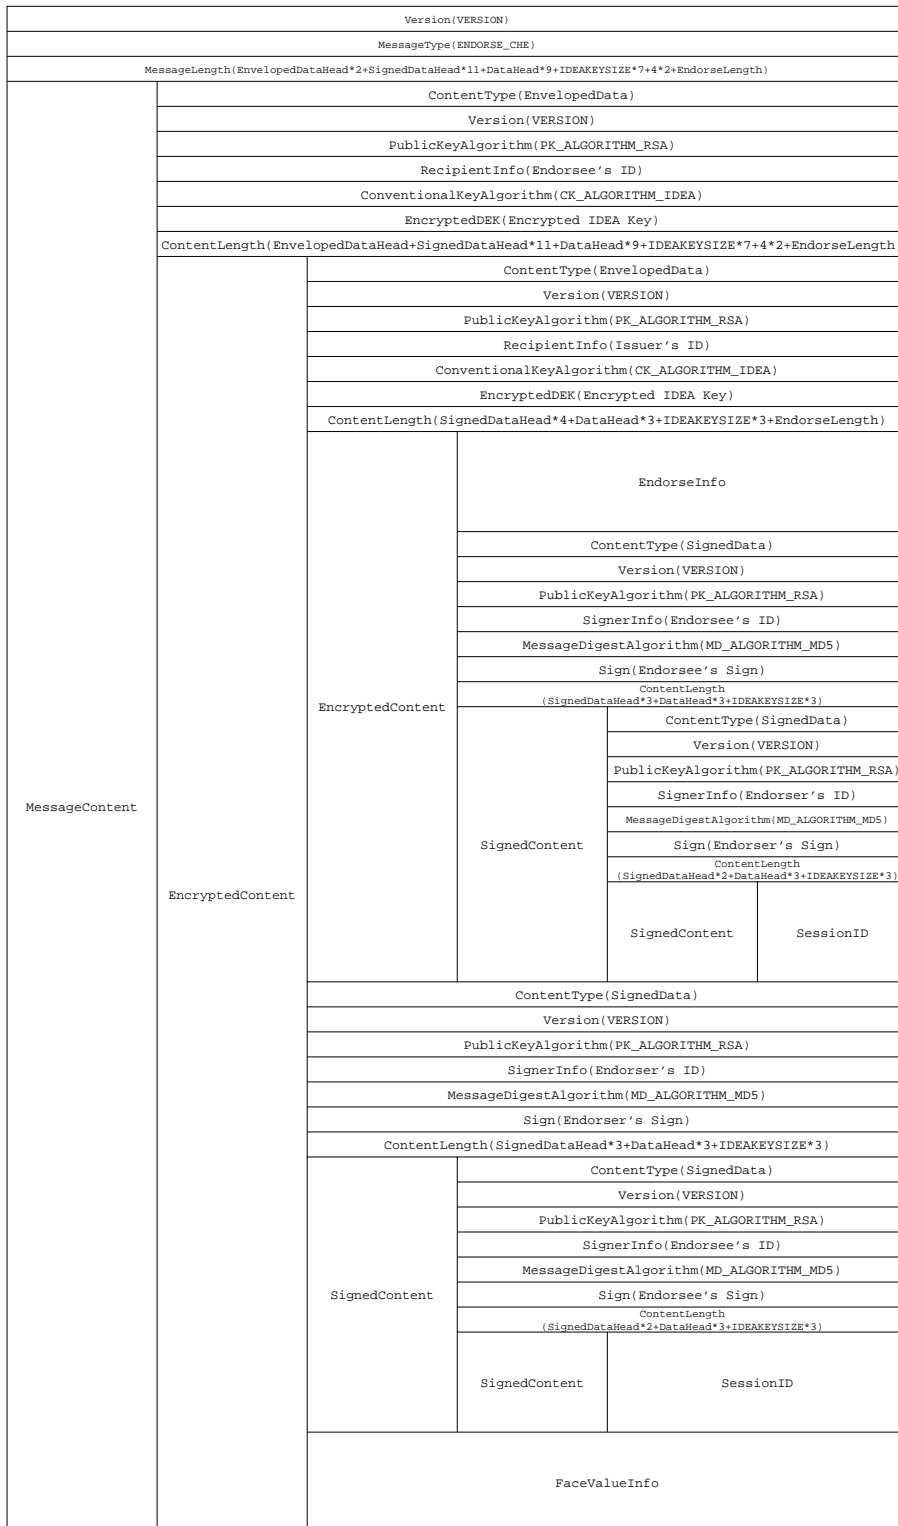 Version(VERSION)
MessageType(ENDORSE_CHE)
MessageLength(EnvelopedDataHead*2+SignedDataHead*11+DataHead*9+IDEAKEYSIZE*7+4*2+EndorseLength)
MessageContent
ContentType(EnvelopedData)
Version(VERSION)
PublicKeyAlgorithm(PK_ALGORITHM_RSA)
RecipientInfo(Endorsee's ID)
ConventionalKeyAlgorithm(CK_ALGORITHM_IDEA)
EncryptedDEK(Encrypted IDEA Key)
ContentLength(EnvelopedDataHead+SignedDataHead*11+DataHead*9+IDEAKEYSIZE*7+4*2+EndorseLength)
EncryptedContent
ContentType(EnvelopedData)
Version(VERSION)
PublicKeyAlgorithm(PK_ALGORITHM_RSA)
RecipientInfo(Issuer's ID)
ConventionalKeyAlgorithm(CK_ALGORITHM_IDEA)
EncryptedDEK(Encrypted IDEA Key)
ContentLength(SignedDataHead*4+DataHead*3+IDEAKEYSIZE*3+EndorseLength)
EncryptedContent
EndorseInfo
ContentType(SignedData)
Version(VERSION)
PublicKeyAlgorithm(PK_ALGORITHM_RSA)
SignerInfo(Endorsee's ID)
MessageDigestAlgorithm(MD_ALGORITHM_MD5)
Sign(Endorsee's Sign)
ContentLength
(SignedDataHead*3+DataHead*3+IDEAKEYSIZE*3)
SignedContent
ContentType(SignedData)
Version(VERSION)
PublicKeyAlgorithm(PK_ALGORITHM_RSA)
SignerInfo(Endorser's ID)
MessageDigestAlgorithm(MD_ALGORITHM_MD5)
Sign(Endorser's Sign)
ContentLength
(SignedDataHead*2+DataHead*3+IDEAKEYSIZE*3)
SignedContent
SessionID
ContentType(SignedData)
Version(VERSION)
PublicKeyAlgorithm(PK_ALGORITHM_RSA)
SignerInfo(Endorser's ID)
MessageDigestAlgorithm(MD_ALGORITHM_MD5)
Sign(Endorser's Sign)
ContentLength(SignedDataHead*3+DataHead*3+IDEAKEYSIZE*3)
SignedContent
ContentType(SignedData)
Version(VERSION)
PublicKeyAlgorithm(PK_ALGORITHM_RSA)
SignerInfo(Endorsee's ID)
MessageDigestAlgorithm(MD_ALGORITHM_MD5)
Sign(Endorsee's Sign)
ContentLength
(SignedDataHead*2+DataHead*3+IDEAKEYSIZE*3)
SignedContent
SessionID
FaceValueInfo